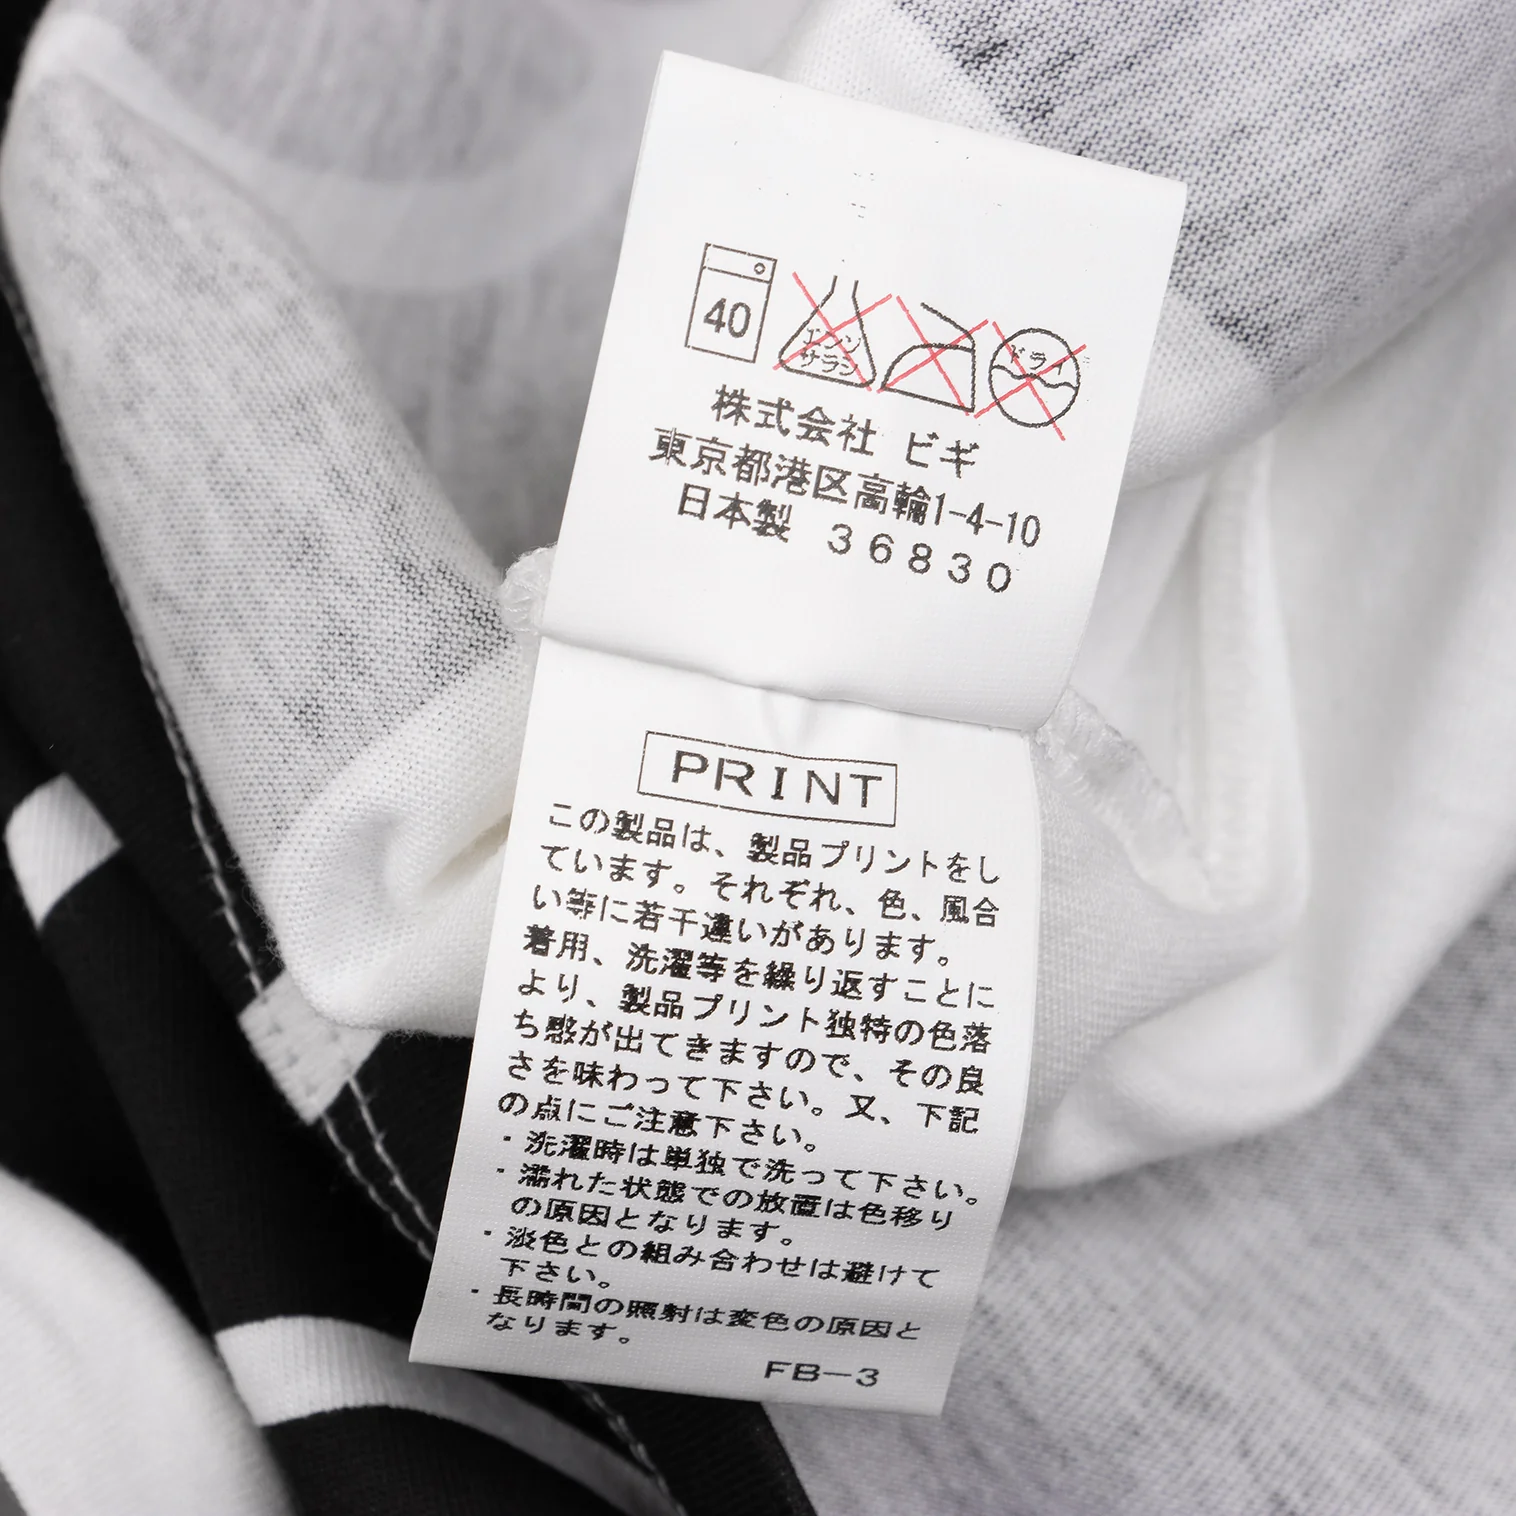 40
エンソ
サラシ
ドライ
株式会社 ビギ
東京都港区高輪1-4-10
日本製 36830
PRINT
この製品は、製品プリントをし
ています。それぞれ、色、風合
い等に若干違いがあります。
着用、洗濯等を繰り返すことに
より、製品プリント独特の色落
ち感が出てきますので、その良
さを味わって下さい。又、下記
の点にご注意下さい。
・洗濯時は単独で洗って下さい。
・濡れた状態での放置は色移り
の原因となります。
・淡色との組み合わせは避けて
下さい。
・長時間の照射は変色の原因と
なります。
FB-3